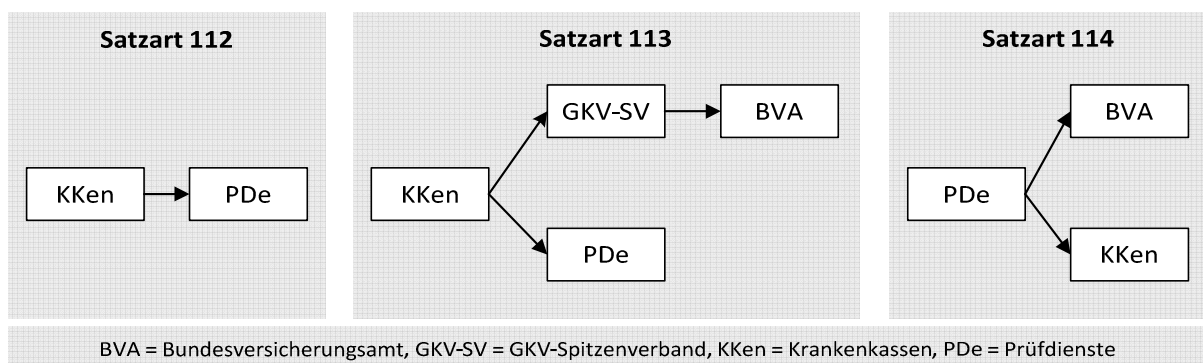 Satzart 112
KKen
PDe
Satzart 113
GKV-SV
BVA
KKen
PDe
Satzart 114
BVA
PDe
KKen
BVA = Bundesversicherungsamt, GKV-SV = GKV-Spitzenverband, KKen = Krankenkassen, PDe = Prüfdienste